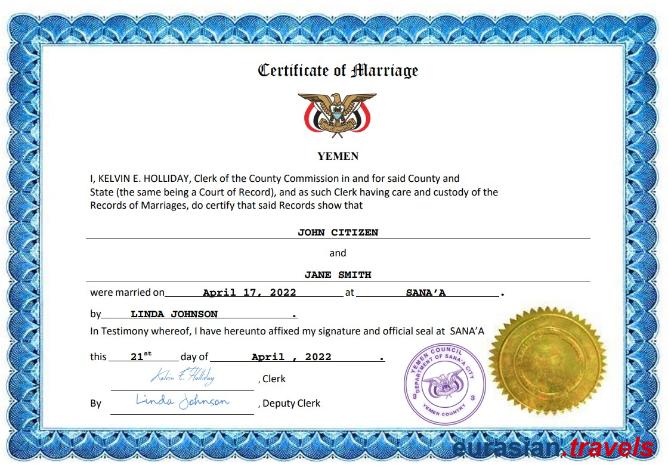 Certificate of Marriage
YEMEN
I, KELVIN E. HOLLIDAY, Clerk of the County Commission in and for said County and
State (the same being a Court of Record), and as such Clerk having care and custody of the
Records of Marriages, do certify that said Records show that
JOHN CITIZEN
and
JANE SMITH
were married on April 17, 2022 at SANA'A .
by LINDA JOHNSON .
In Testimony whereof, I have hereunto affixed my signature and official seal at SANA'A
this 21st day of April , 2022 .
Kelvin E. Holliday , Clerk
By Linda Johnson , Deputy Clerk
YEMEN COUNCIL
DEPARTMENT OF SANA'A CITY
YEMEN COUNTRY
eurasian.travels